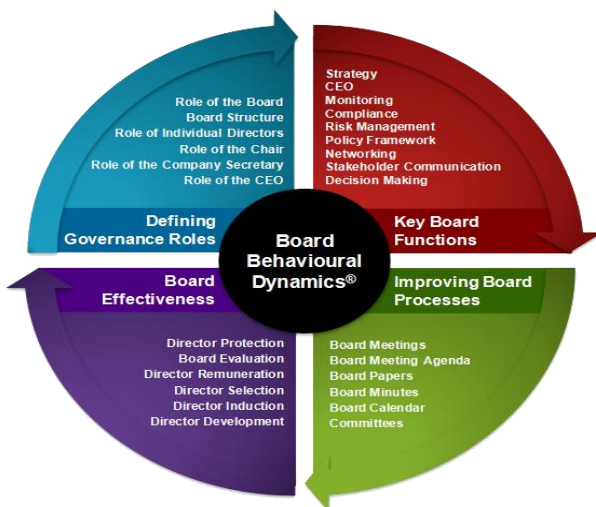 Role of the Board
Board Structure
Role of Individual Directors
Role of the Chair
Role of the Company Secretary
Role of the CEO
Defining
Governance Roles
Strategy
CEO
Monitoring
Compliance
Risk Management
Policy Framework
Networking
Stakeholder Communication
Decision Making
Key Board
Functions
Board
Behavioural
Dynamics®
Board
Effectiveness
Director Protection
Board Evaluation
Director Remuneration
Director Selection
Director Induction
Director Development
Improving Board
Processes
Board Meetings
Board Meeting Agenda
Board Papers
Board Minutes
Board Calendar
Committees